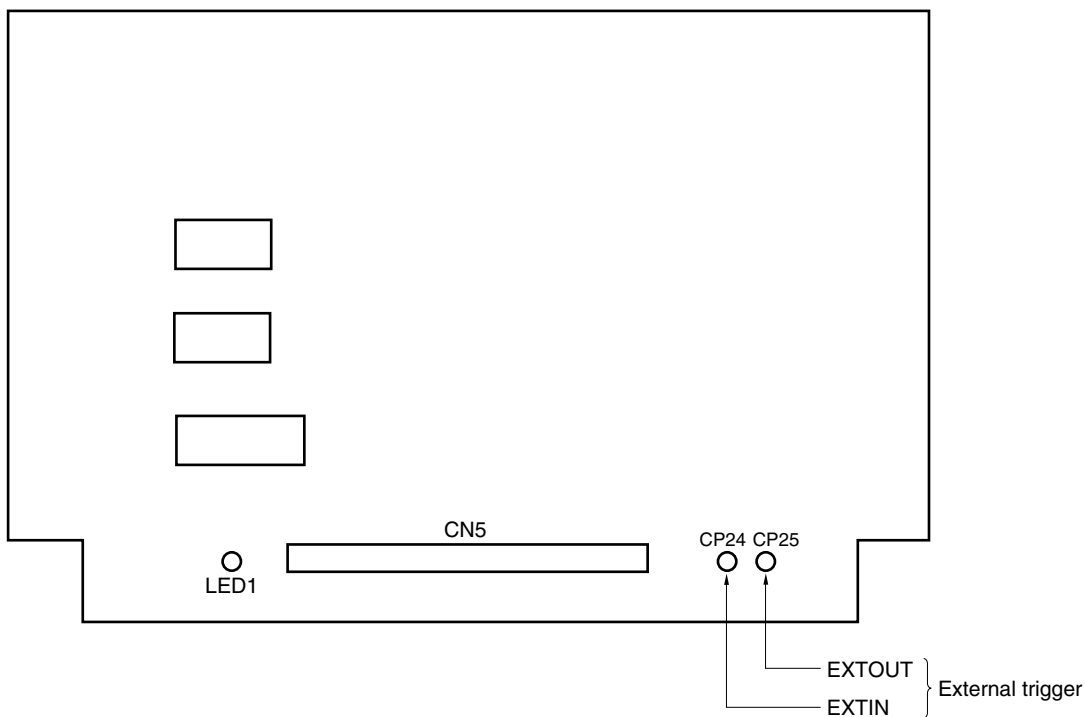 CN5
CP24 CP25
LED1
EXTOUT
EXTIN
External trigger